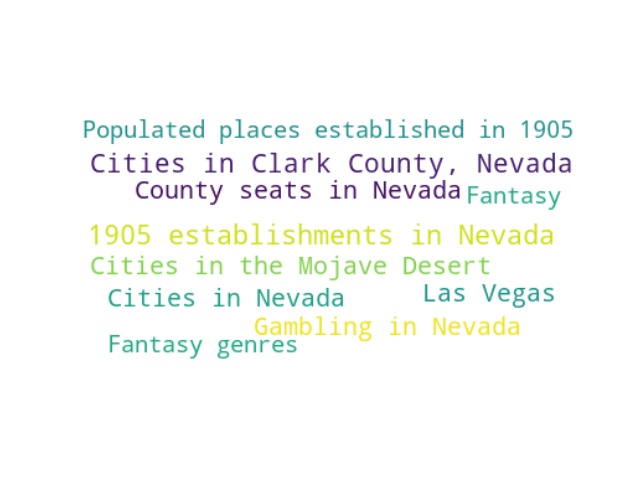 Populated places established in 1905
Cities in Clark County, Nevada
County seats in Nevada
Fantasy
1905 establishments in Nevada
Cities in the Mojave Desert
Las Vegas
Cities in Nevada
Gambling in Nevada
Fantasy genres